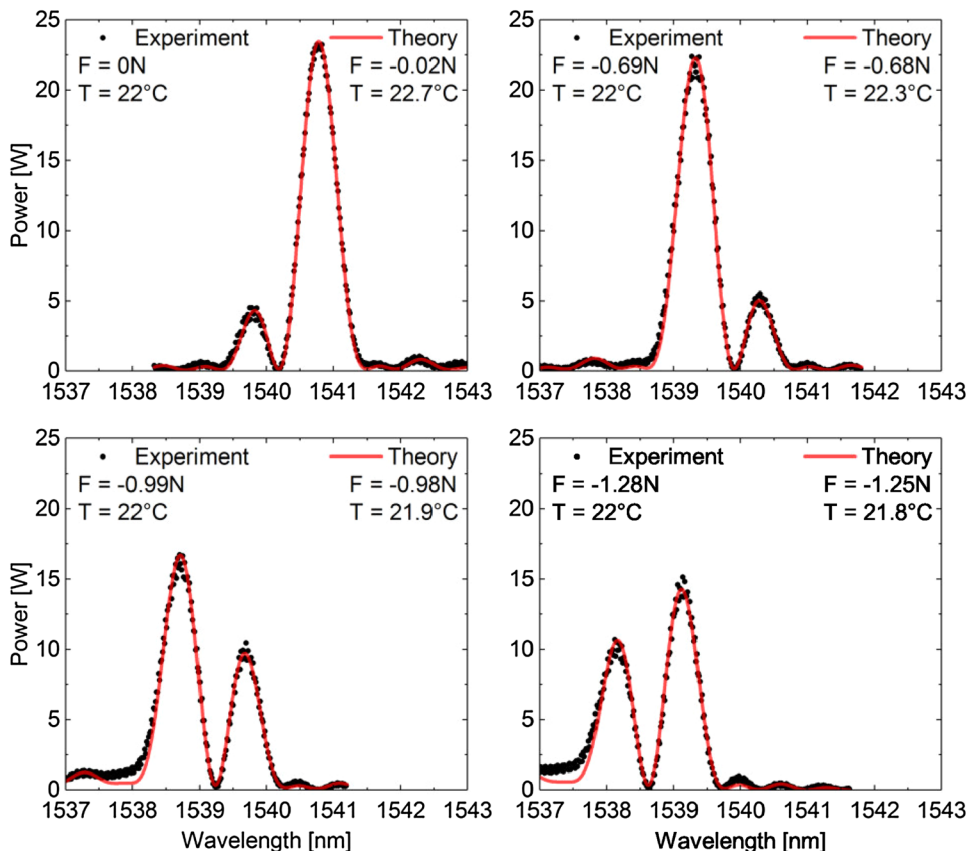 Experiment Theory
F = 0N F = -0.02N
T = 22°C T = 22.7°C
25
20
15
10
5
0
Power [W]
1537 1538 1539 1540 1541 1542 1543
Experiment Theory
F = -0.69N F = -0.68N
T = 22°C T = 22.3°C
25
20
15
10
5
0
1537 1538 1539 1540 1541 1542 1543
Experiment Theory
F = -0.99N F = -0.98N
T = 22°C T = 21.9°C
25
20
15
10
5
0
Power [W]
1537 1538 1539 1540 1541 1542 1543
Wavelength [nm]
Experiment Theory
F = -1.28N F = -1.25N
T = 22°C T = 21.8°C
25
20
15
10
5
0
1537 1538 1539 1540 1541 1542 1543
Wavelength [nm]